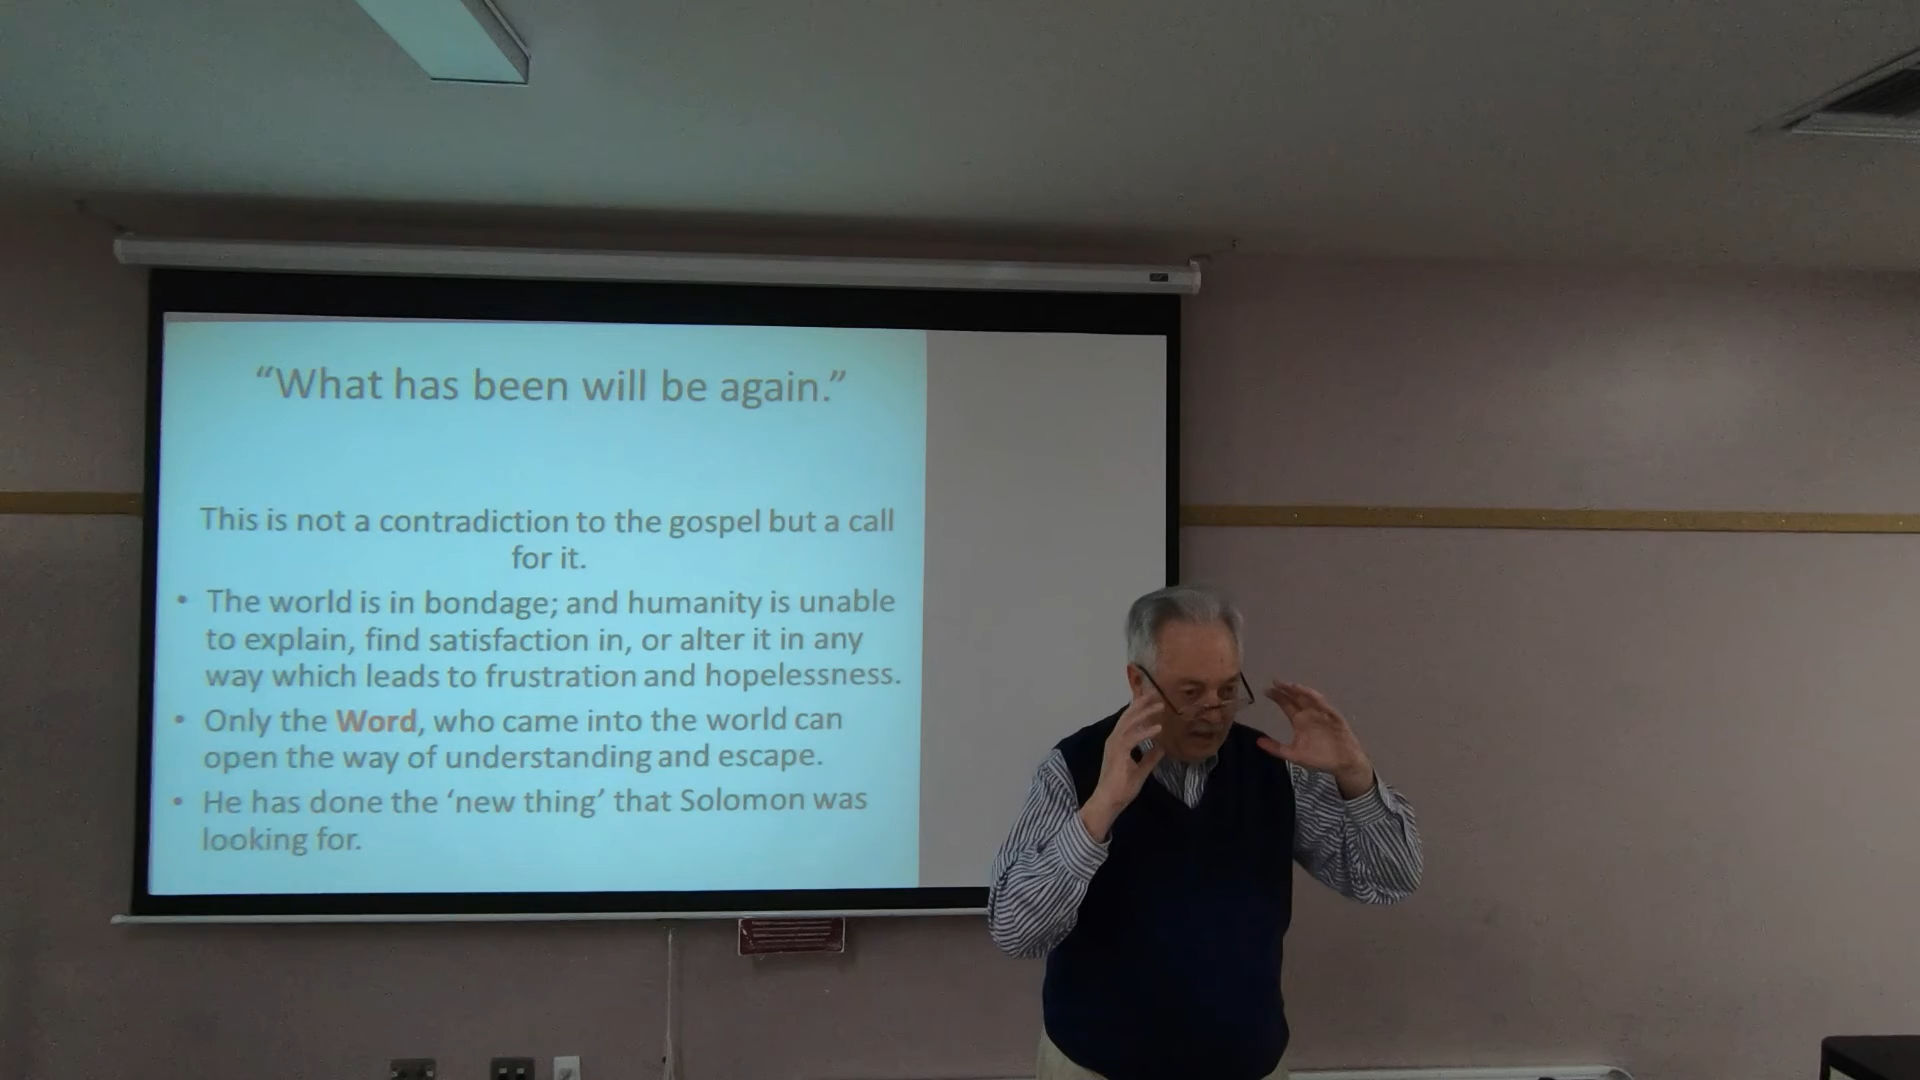 “What has been will be again.”
This is not a contradiction to the gospel but a call
for it.
• The world is in bondage; and humanity is unable
to explain, find satisfaction in, or alter it in any
way which leads to frustration and hopelessness.
• Only the Word, who came into the world can
open the way of understanding and escape.
• He has done the ‘new thing’ that Solomon was
looking for.